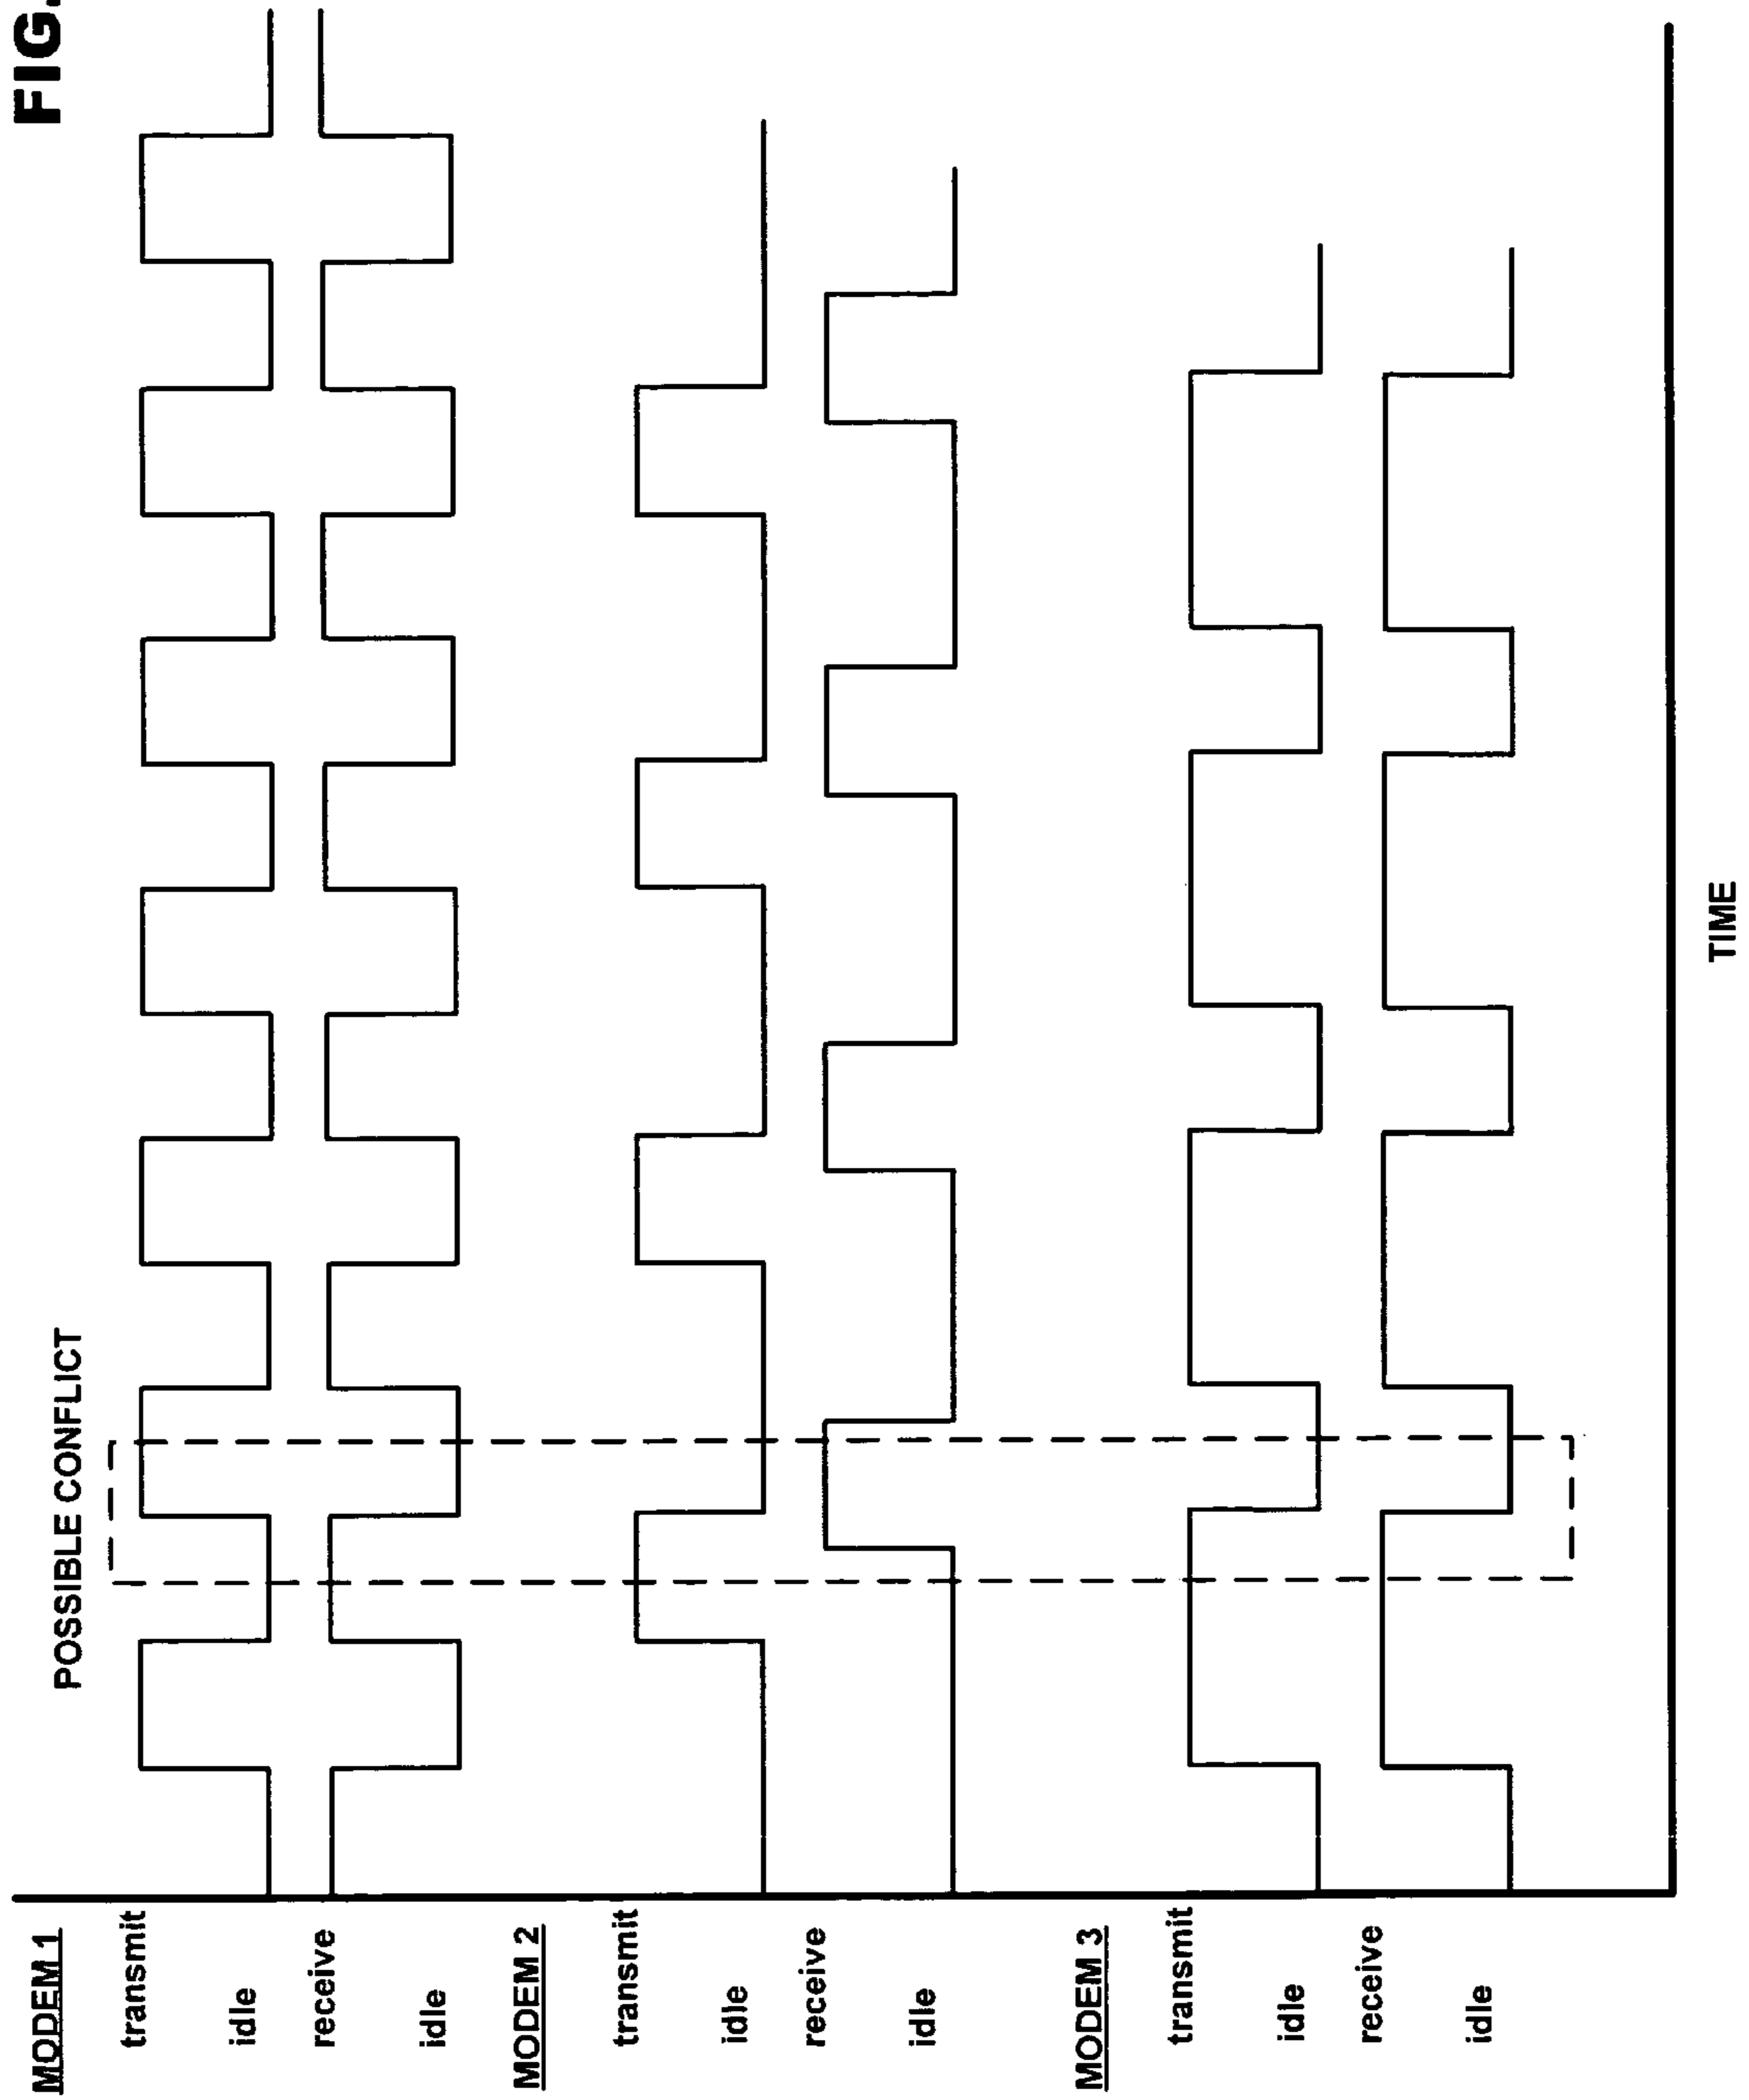 FIG.
POSSIBLE CONFLICT
MODEM 1
transmit
idle
receive
idle
MODEM 2
transmit
idle
receive
idle
MODEM 3
transmit
idle
receive
idle
TIME